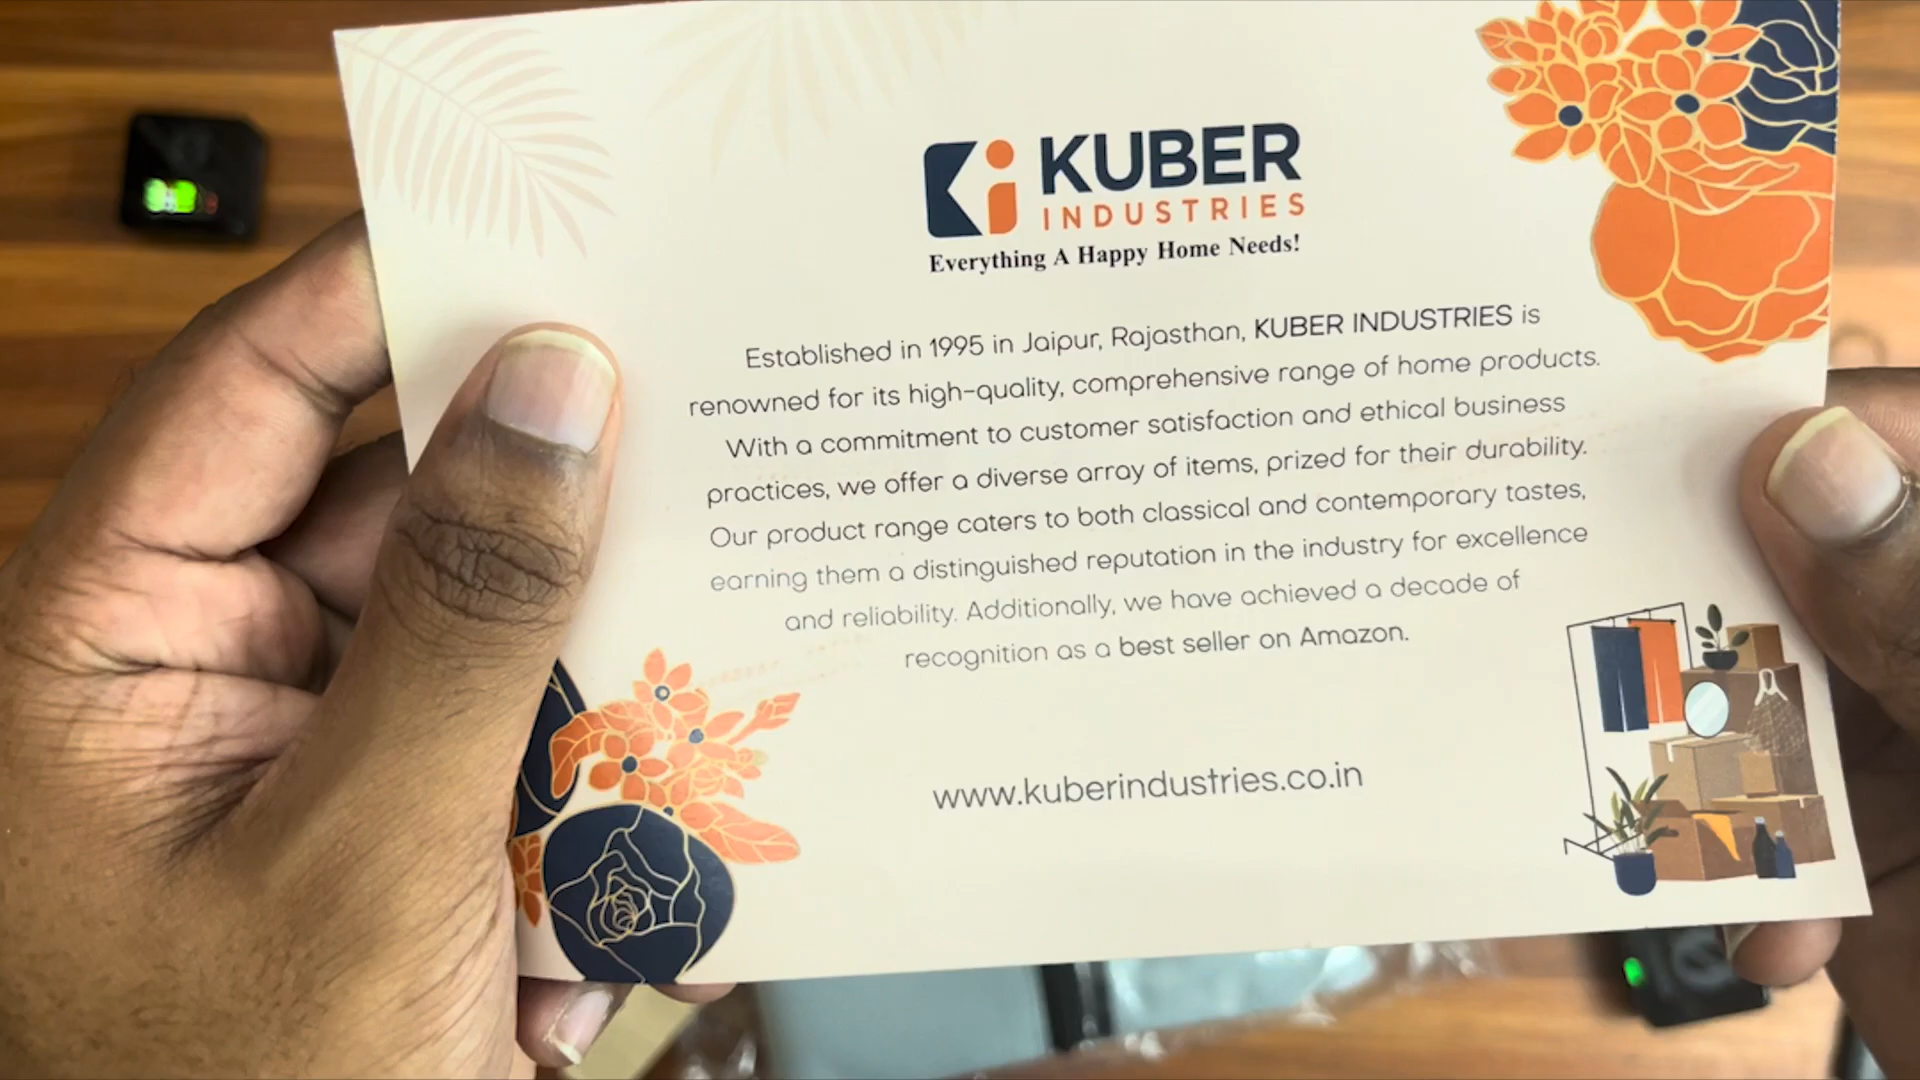 KUBER
INDUSTRIES
Everything A Happy Home Needs!
Established in 1995 in Jaipur, Rajasthan, KUBER INDUSTRIES is
renowned for its high-quality, comprehensive range of home products.
With a commitment to customer satisfaction and ethical business
practices, we offer a diverse array of items, prized for their durability.
Our product range caters to both classical and contemporary tastes,
earning them a distinguished reputation in the industry for excellence
and reliability. Additionally, we have achieved a decade of
recognition as a best seller on Amazon.
www.kuberindustries.co.in